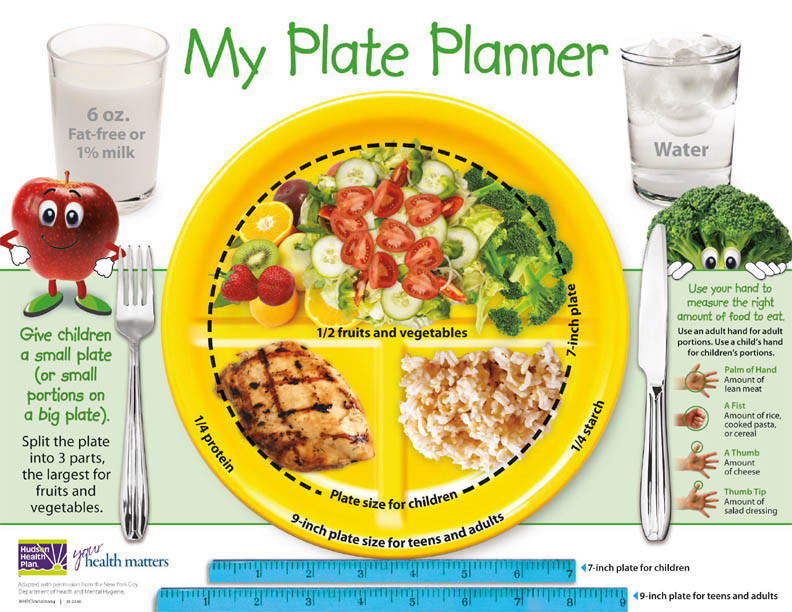 My Plate Planner
6 oz.
Fat-free or
1% milk
Water
Give children
a small plate
(or small
portions on
a big plate).
Split the plate
into 3 parts,
the largest for
fruits and
vegetables.
1/2 fruits and vegetables
7-inch plate
1/4 protein
1/4 starch
Plate size for children
9-inch plate size for teens and adults
Use your hand to
measure the right
amount of food to eat.
Use an adult hand for adult
portions. Use a child's hand
for children's portions.
Palm of Hand
Amount of
lean meat
A Fist
Amount of rice,
cooked pasta,
or cereal
A Thumb
Amount
of cheese
Thumb Tip
Amount of
salad dressing
Hudson
Health
Plan.
your
health matters
Adapted with permission from the New York City
Department of Health and Mental Hygiene.
1 2 3 4 5 6 7
7-inch plate for children
1 2 3 4 5 6 7 8 9
9-inch plate for teens and adults